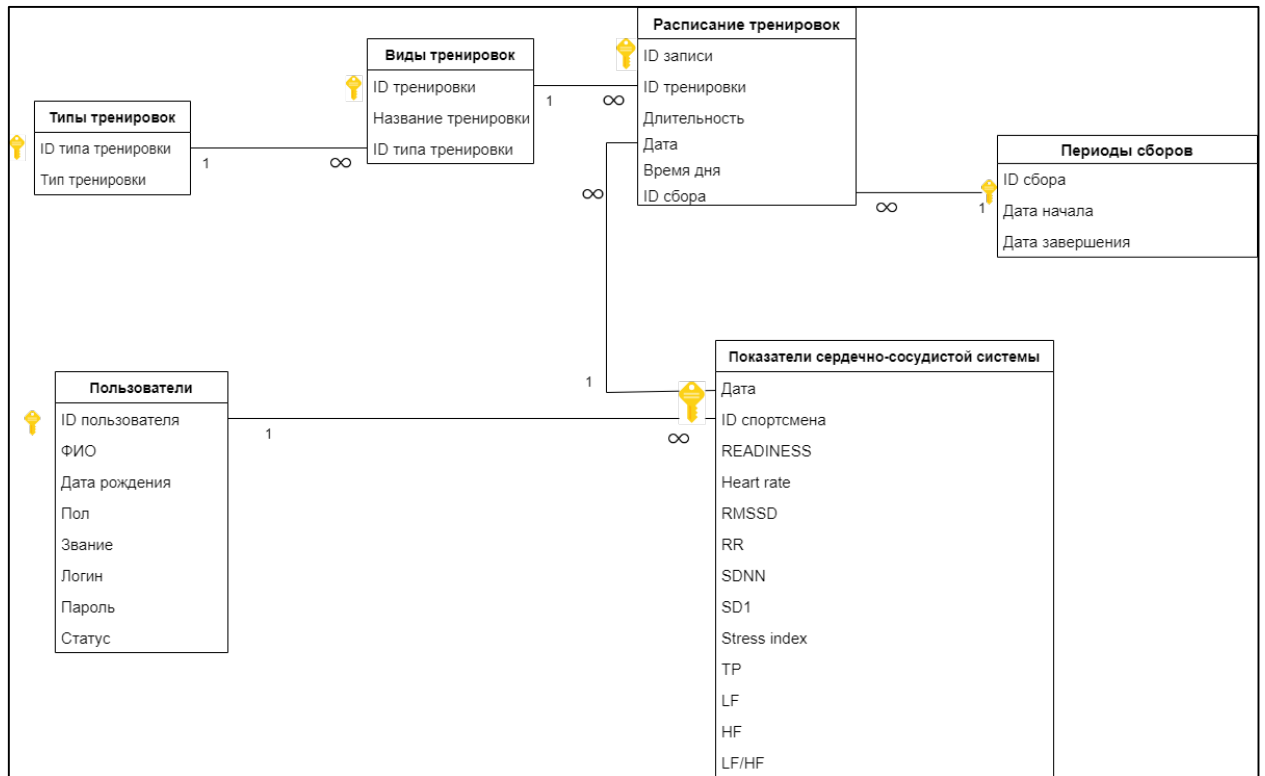 Типы тренировок
ID типа тренировки
Тип тренировки
1
∞
Виды тренировок
ID тренировки
Название тренировки
ID типа тренировки
1
∞
Расписание тренировок
ID записи
ID тренировки
Длительность
Дата
Время дня
ID сбора
∞
∞
1
Периоды сборов
ID сбора
Дата начала
Дата завершения
Пользователи
ID пользователя
ФИО
Дата рождения
Пол
Звание
Логин
Пароль
Статус
1
1
∞
Показатели сердечно-сосудистой системы
Дата
ID спортсмена
READINESS
Heart rate
RMSSD
RR
SDNN
SD1
Stress index
TP
LF
HF
LF/HF